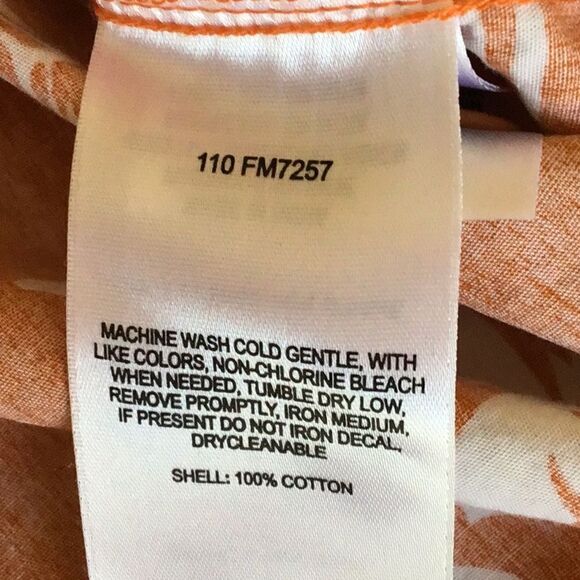 110 FM7257
MACHINE WASH COLD GENTLE, WITH
LIKE COLORS, NON-CHLORINE BLEACH
WHEN NEEDED, TUMBLE DRY LOW,
REMOVE PROMPTLY, IRON MEDIUM,
IF PRESENT DO NOT IRON DECAL,
DRYCLEANABLE
SHELL: 100% COTTON